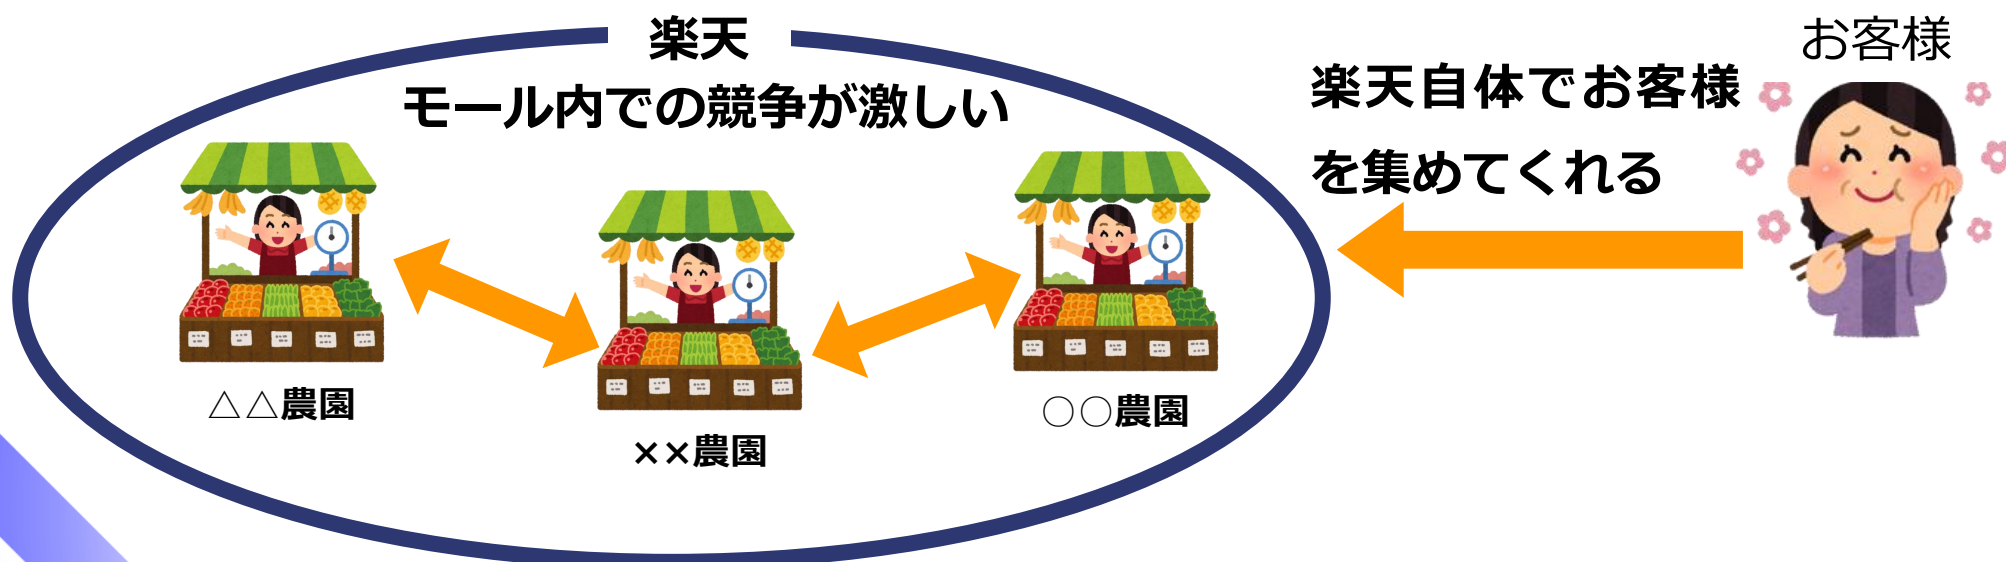 楽天
モール内での競争が激しい
△△農園
××農園
○○農園
楽天自体でお客様
を集めてくれる
お客様